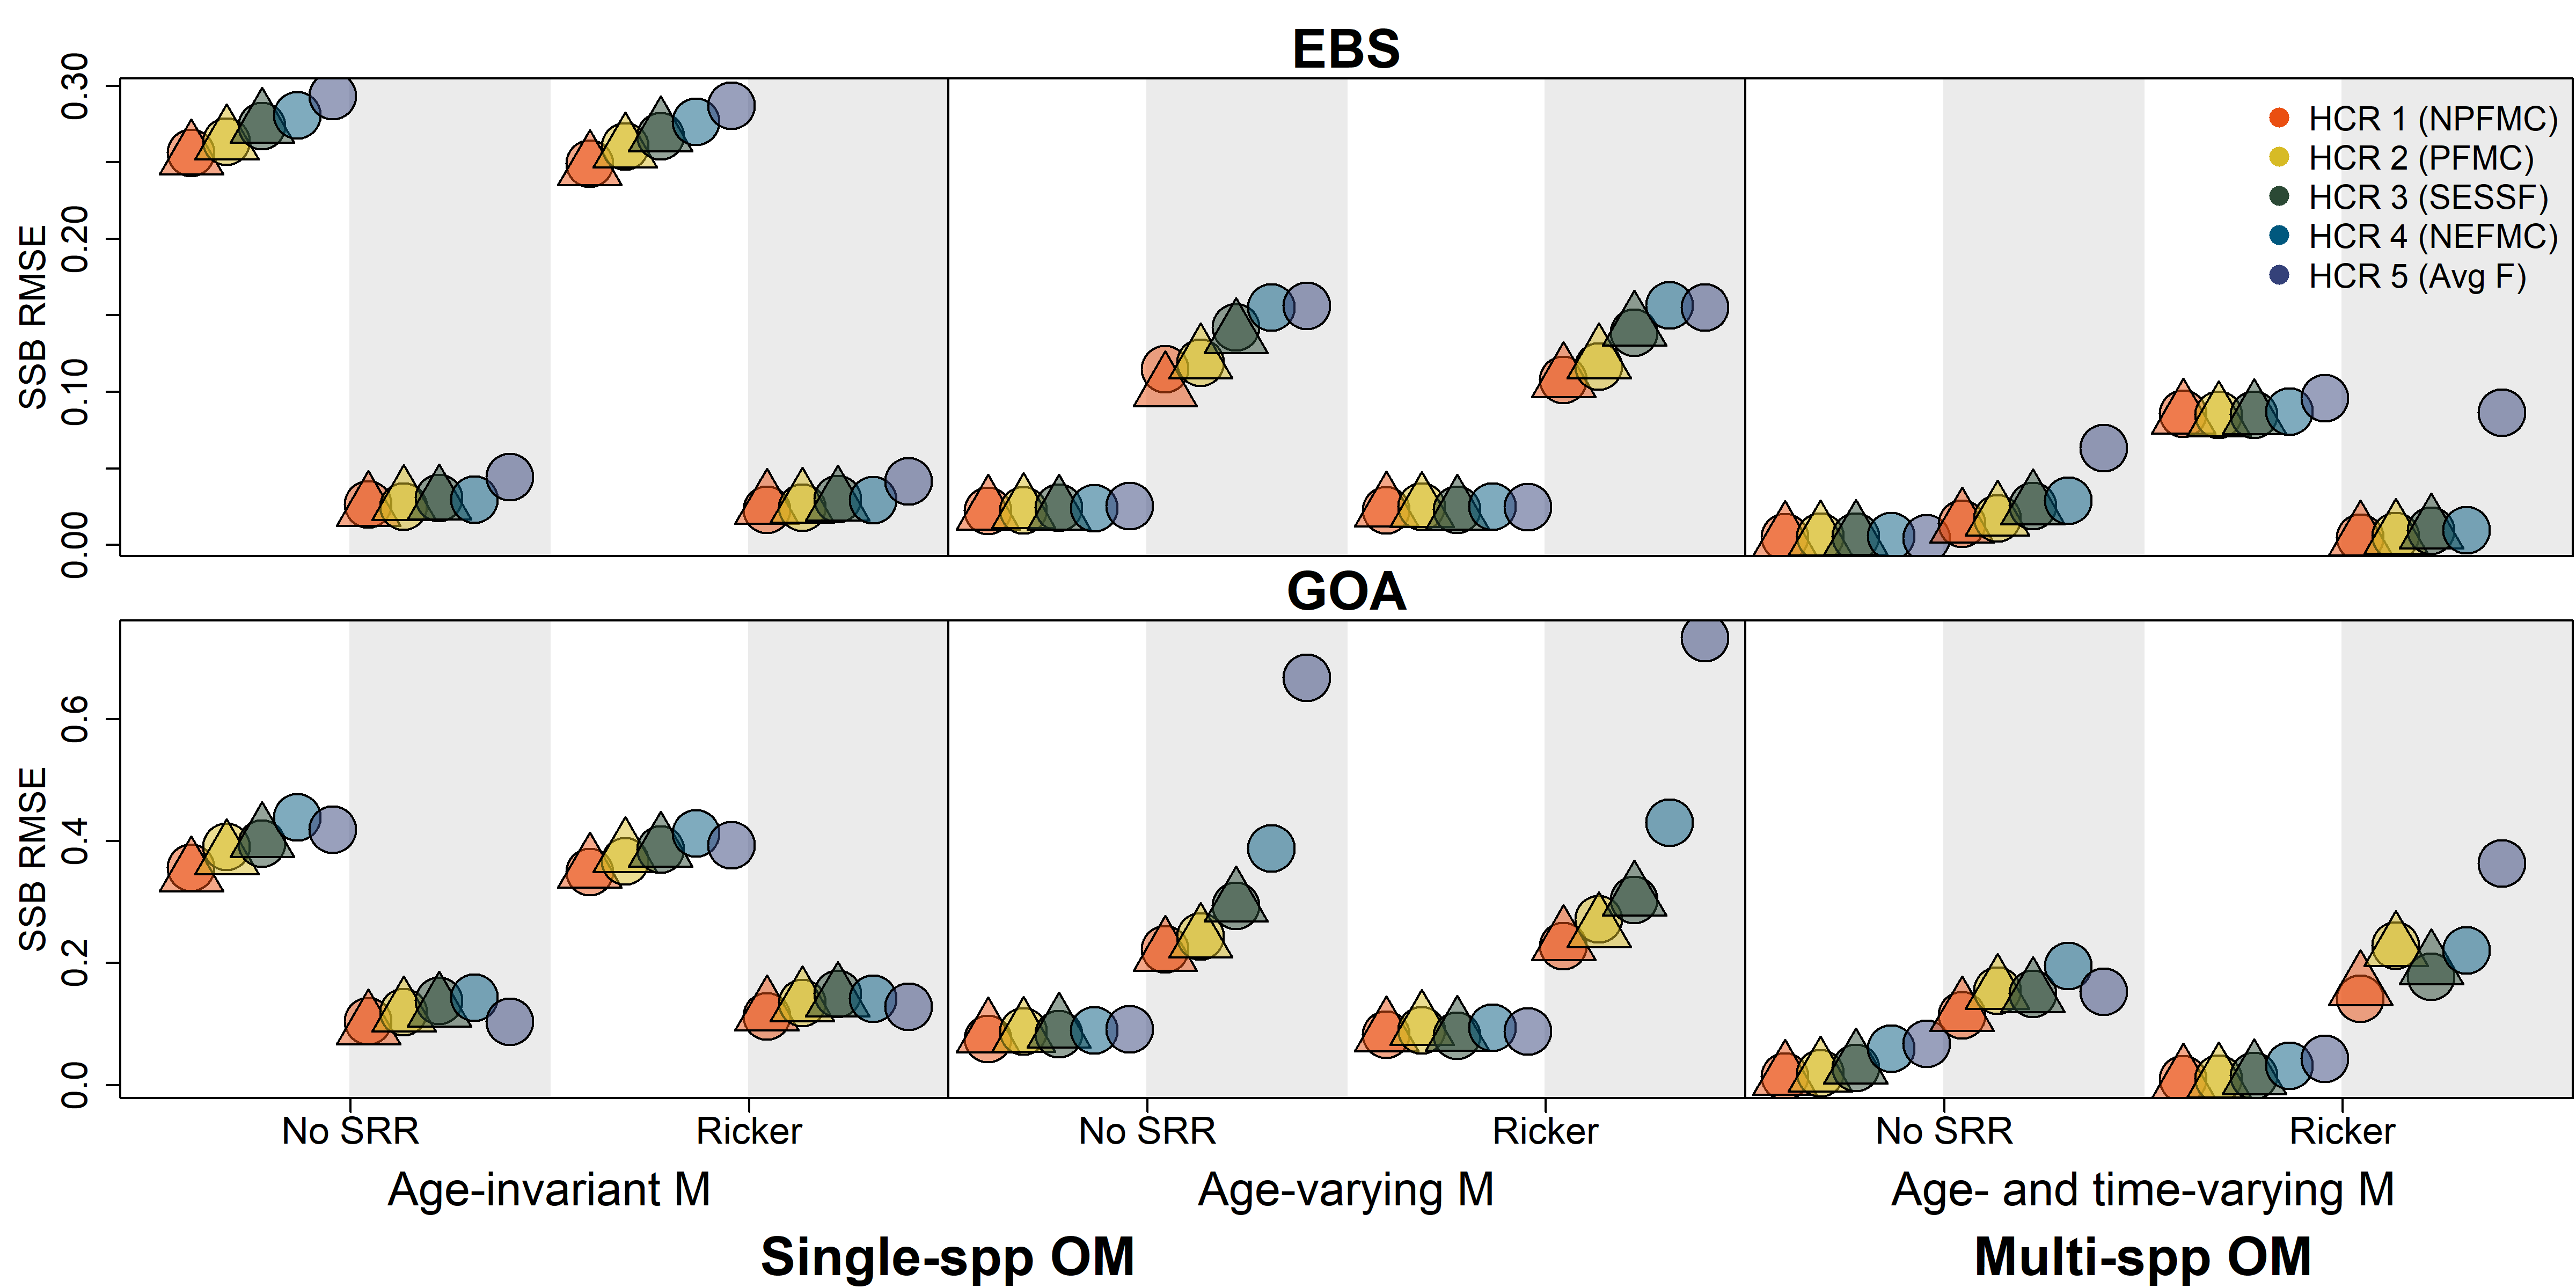 EBS
SSB RMSE
0.30
0.20
0.10
0.00
HCR 1 (NPFMC)
HCR 2 (PFMC)
HCR 3 (SESSF)
HCR 4 (NEFMC)
HCR 5 (Avg F)
GOA
SSB RMSE
0.6
0.4
0.2
0.0
No SRR Ricker No SRR Ricker No SRR Ricker
Age-invariant M Age-varying M Age- and time-varying M
Single-spp OM Multi-spp OM